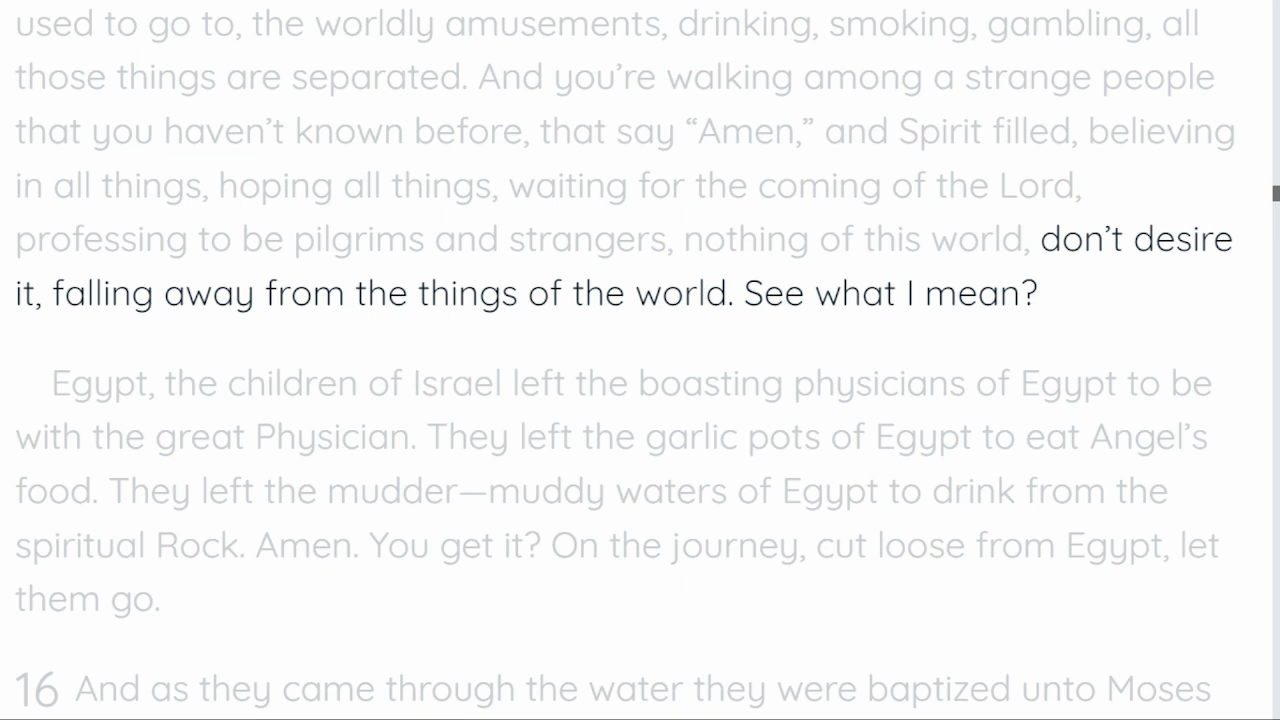 used to go to, the worldly amusements, drinking, smoking, gambling, all
those things are separated. And you’re walking among a strange people
that you haven’t known before, that say “Amen,” and Spirit filled, believing
in all things, hoping all things, waiting for the coming of the Lord,
professing to be pilgrims and strangers, nothing of this world, don’t desire
it, falling away from the things of the world. See what I mean?
Egypt, the children of Israel left the boasting physicians of Egypt to be
with the great Physician. They left the garlic pots of Egypt to eat Angel’s
food. They left the mudder—muddy waters of Egypt to drink from the
spiritual Rock. Amen. You get it? On the journey, cut loose from Egypt, let
them go.
16 And as they came through the water they were baptized unto Moses